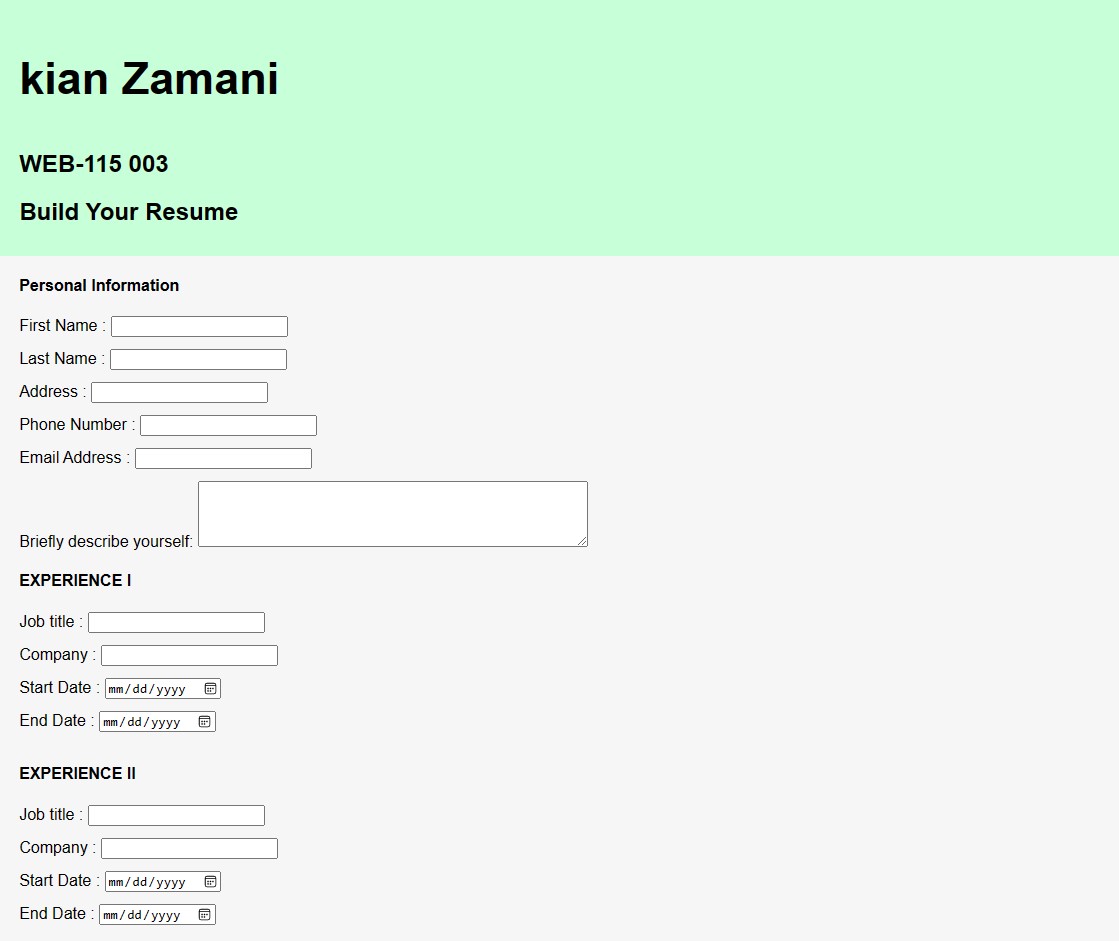 kian Zamani
WEB-115 003
Build Your Resume
Personal Information
First Name :
Last Name :
Address :
Phone Number :
Email Address :
Briefly describe yourself:
EXPERIENCE I
Job title :
Company :
Start Date : mm/dd/yyyy
End Date : mm/dd/yyyy
EXPERIENCE II
Job title :
Company :
Start Date : mm/dd/yyyy
End Date : mm/dd/yyyy